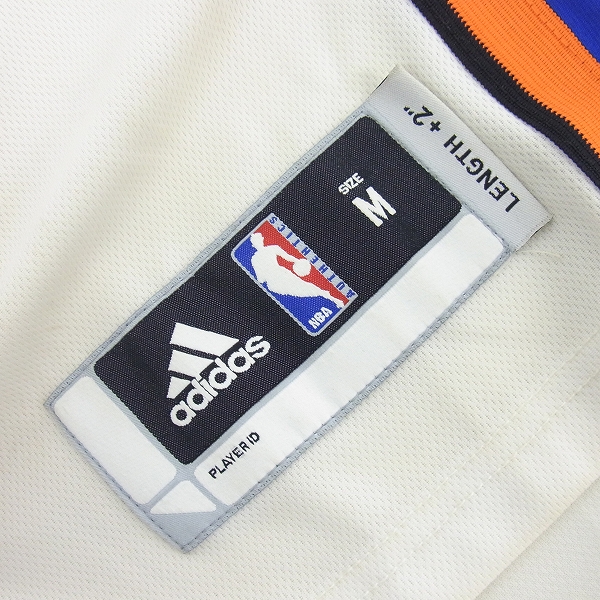 LENGTH +2"
SIZE
M
AUTHENTICS
NBA
adidas
PLAYER ID